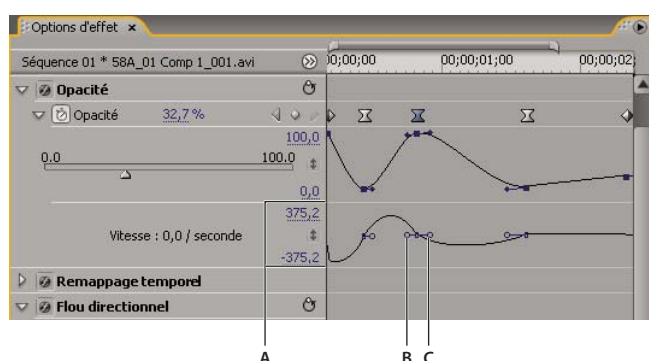 Options d'effet ×
Séquence 01 * 58A_01 Comp 1_001.avi
00;00;00 00;00;01;00 00;00;02;
Opacité
Opacité 32,7 %
100,0
0.0 100.0
0,0
375,2
Vitesse : 0,0 / seconde
-375,2
Remappage temporel
Flou directionnel
A B C